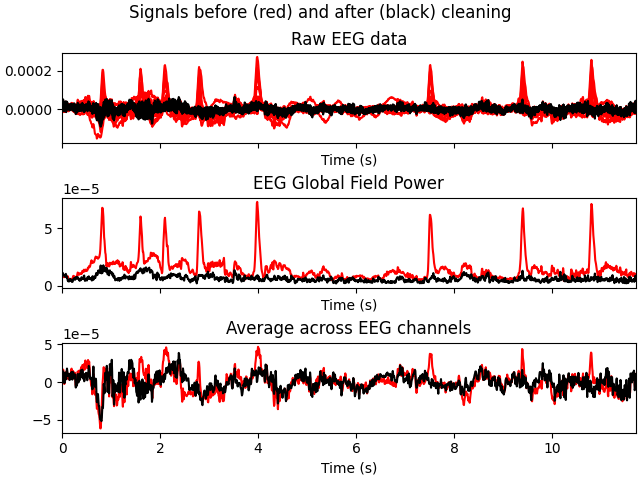 Signals before (red) and after (black) cleaning
Raw EEG data
0.0002
0.0000
Time (s)
EEG Global Field Power
1e−5
5
0
Time (s)
Average across EEG channels
1e−5
5
0
−5
0 2 4 6 8 10
Time (s)